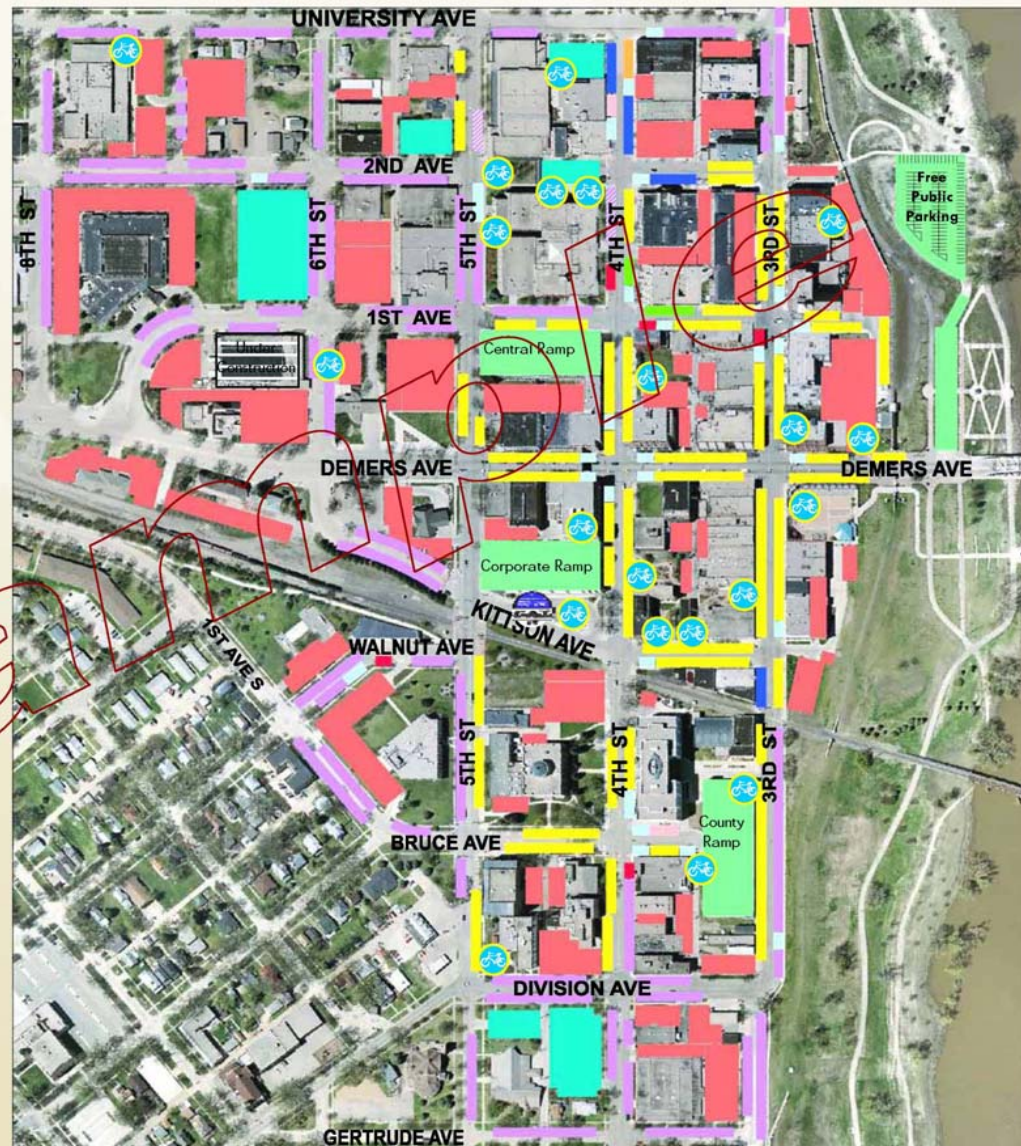 UNIVERSITY AVE
2ND AVE
8TH ST
6TH ST
5TH ST
4TH ST
3RD ST
Free
Public
Parking
1ST AVE
Under
Construction
Central Ramp
DEMERS AVE
DEMERS AVE
Corporate Ramp
KITTSON AVE
1ST AVE S
WALNUT AVE
5TH ST
4TH ST
3RD ST
County
Ramp
BRUCE AVE
DIVISION AVE
GERTRUDE AVE